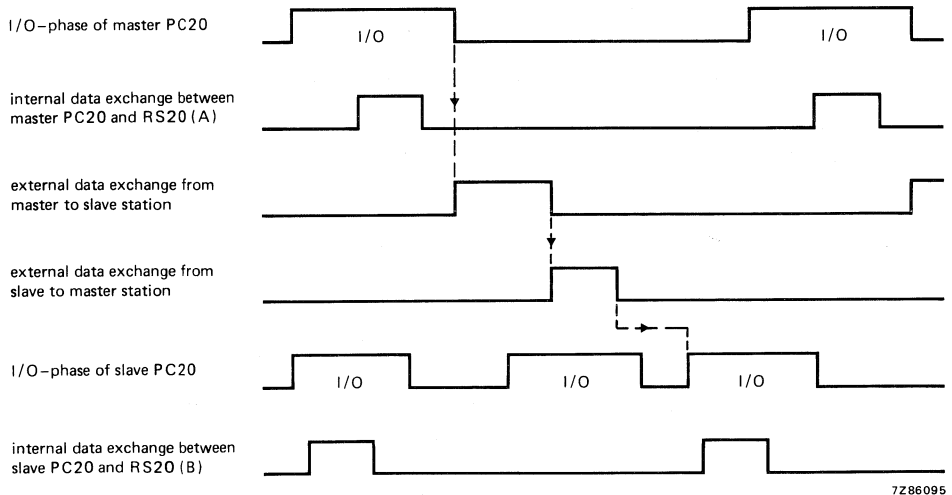 I/O-phase of master PC20
I/O
I/O
internal data exchange between
master PC20 and RS20 (A)
external data exchange from
master to slave station
external data exchange from
slave to master station
I/O-phase of slave PC20
I/O
I/O
I/O
internal data exchange between
slave PC20 and RS20 (B)
7Z86095